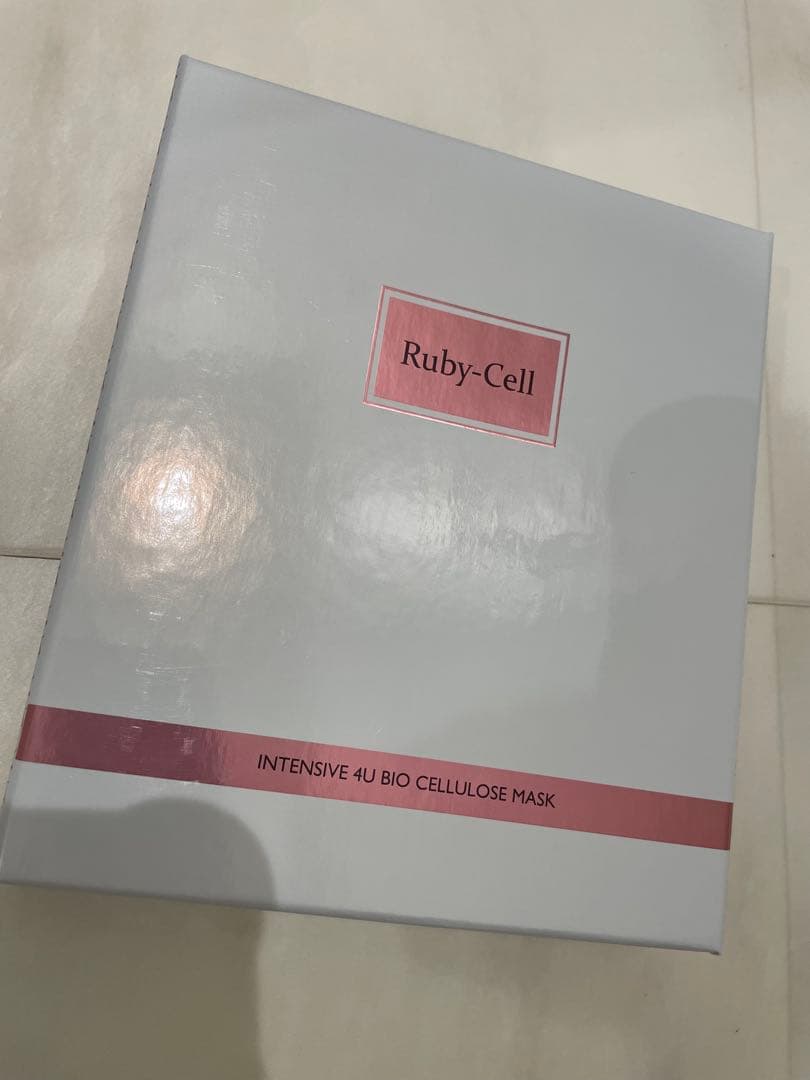 Ruby-Cell
INTENSIVE 4U BIO CELLULOSE MASK